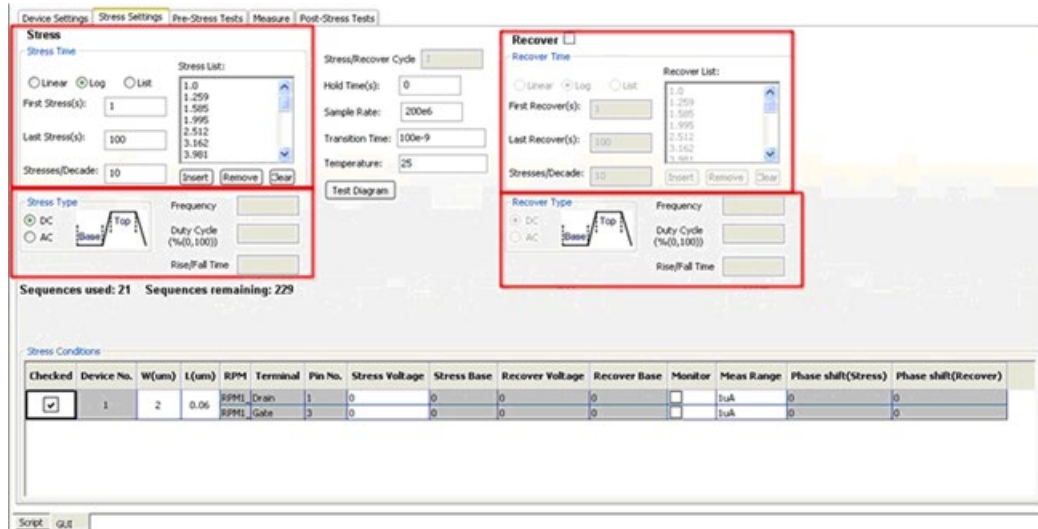 Device Settings Stress Settings Pre-Stress Tests Measure Post-Stress Tests
Stress
Stress Time
Linear Log List
First Stress(s): 1
Last Stress(s): 100
Stresses/Decade: 10
Stress List:
1.0
1.259
1.585
1.995
2.512
3.162
3.981
Insert Remove Clear
Stress Type
DC
AC
Base Top
Frequency
Duty Cycle
(%(0,100))
Rise/Fall Time
Stress/Recover Cycle 1
Hold Time(s): 0
Sample Rate: 200e6
Transition Time: 100e-9
Temperature: 25
Test Diagram
Recover
Recover Time
Linear Log List
First Recover(s): 1
Last Recover(s): 100
Stresses/Decade: 10
Recover List:
1.0
1.259
1.585
1.995
2.512
3.162
3.981
Insert Remove Clear
Recover Type
DC
AC
Base Top
Frequency
Duty Cycle
(%(0,100))
Rise/Fall Time
Sequences used: 21 Sequences remaining: 229
Stress Conditions
Checked Device No. W(um) L(um) RPM Terminal Pin No. Stress Voltage Stress Base Recover Voltage Recover Base Monitor Meas Range Phase shift(Stress) Phase shift(Recover)
1 2 0.06 RPM1_ Drain 1 0 0 0 0 1uA 0 0
RPM1_ Gate 3 0 0 0 0 1uA 0 0
Script GUI